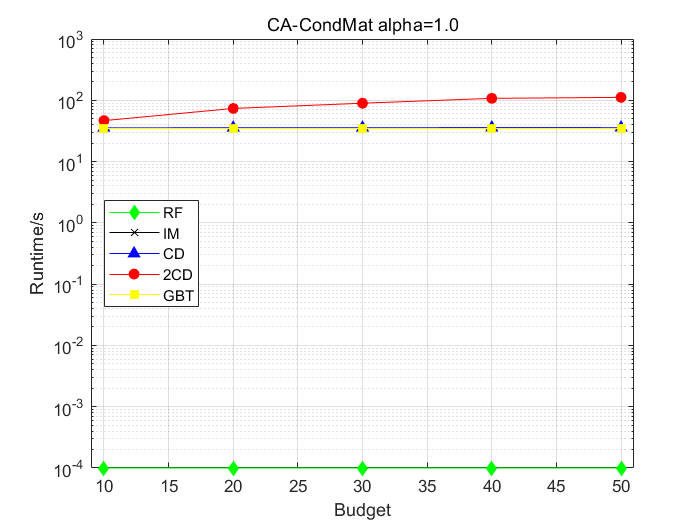 CA-CondMat alpha=1.0
10^3
10^2
10^1
10^0
10^-1
10^-2
10^-3
10^-4
Runtime/s
RF
IM
CD
2CD
GBT
10 15 20 25 30 35 40 45 50
Budget